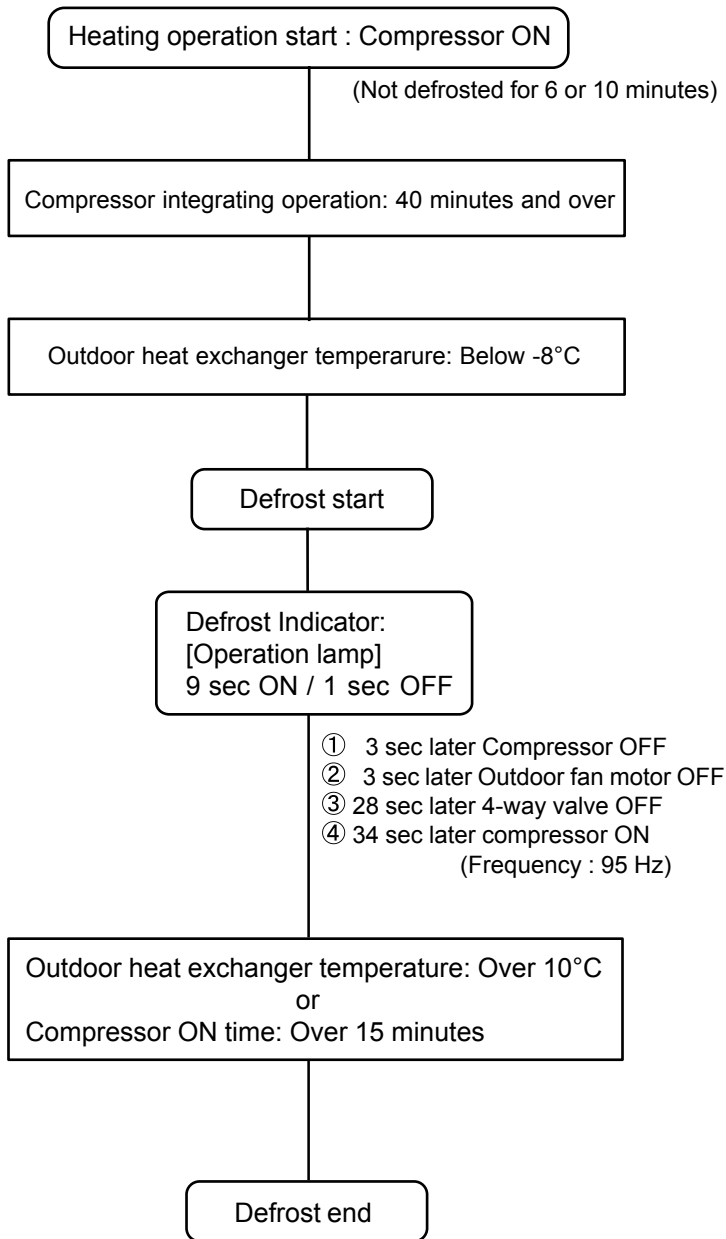 Heating operation start : Compressor ON
(Not defrosted for 6 or 10 minutes)
Compressor integrating operation: 40 minutes and over
Outdoor heat exchanger temperarure: Below -8°C
Defrost start
Defrost Indicator:
[Operation lamp]
9 sec ON / 1 sec OFF
① 3 sec later Compressor OFF
② 3 sec later Outdoor fan motor OFF
③ 28 sec later 4-way valve OFF
④ 34 sec later compressor ON
(Frequency : 95 Hz)
Outdoor heat exchanger temperature: Over 10°C
or
Compressor ON time: Over 15 minutes
Defrost end